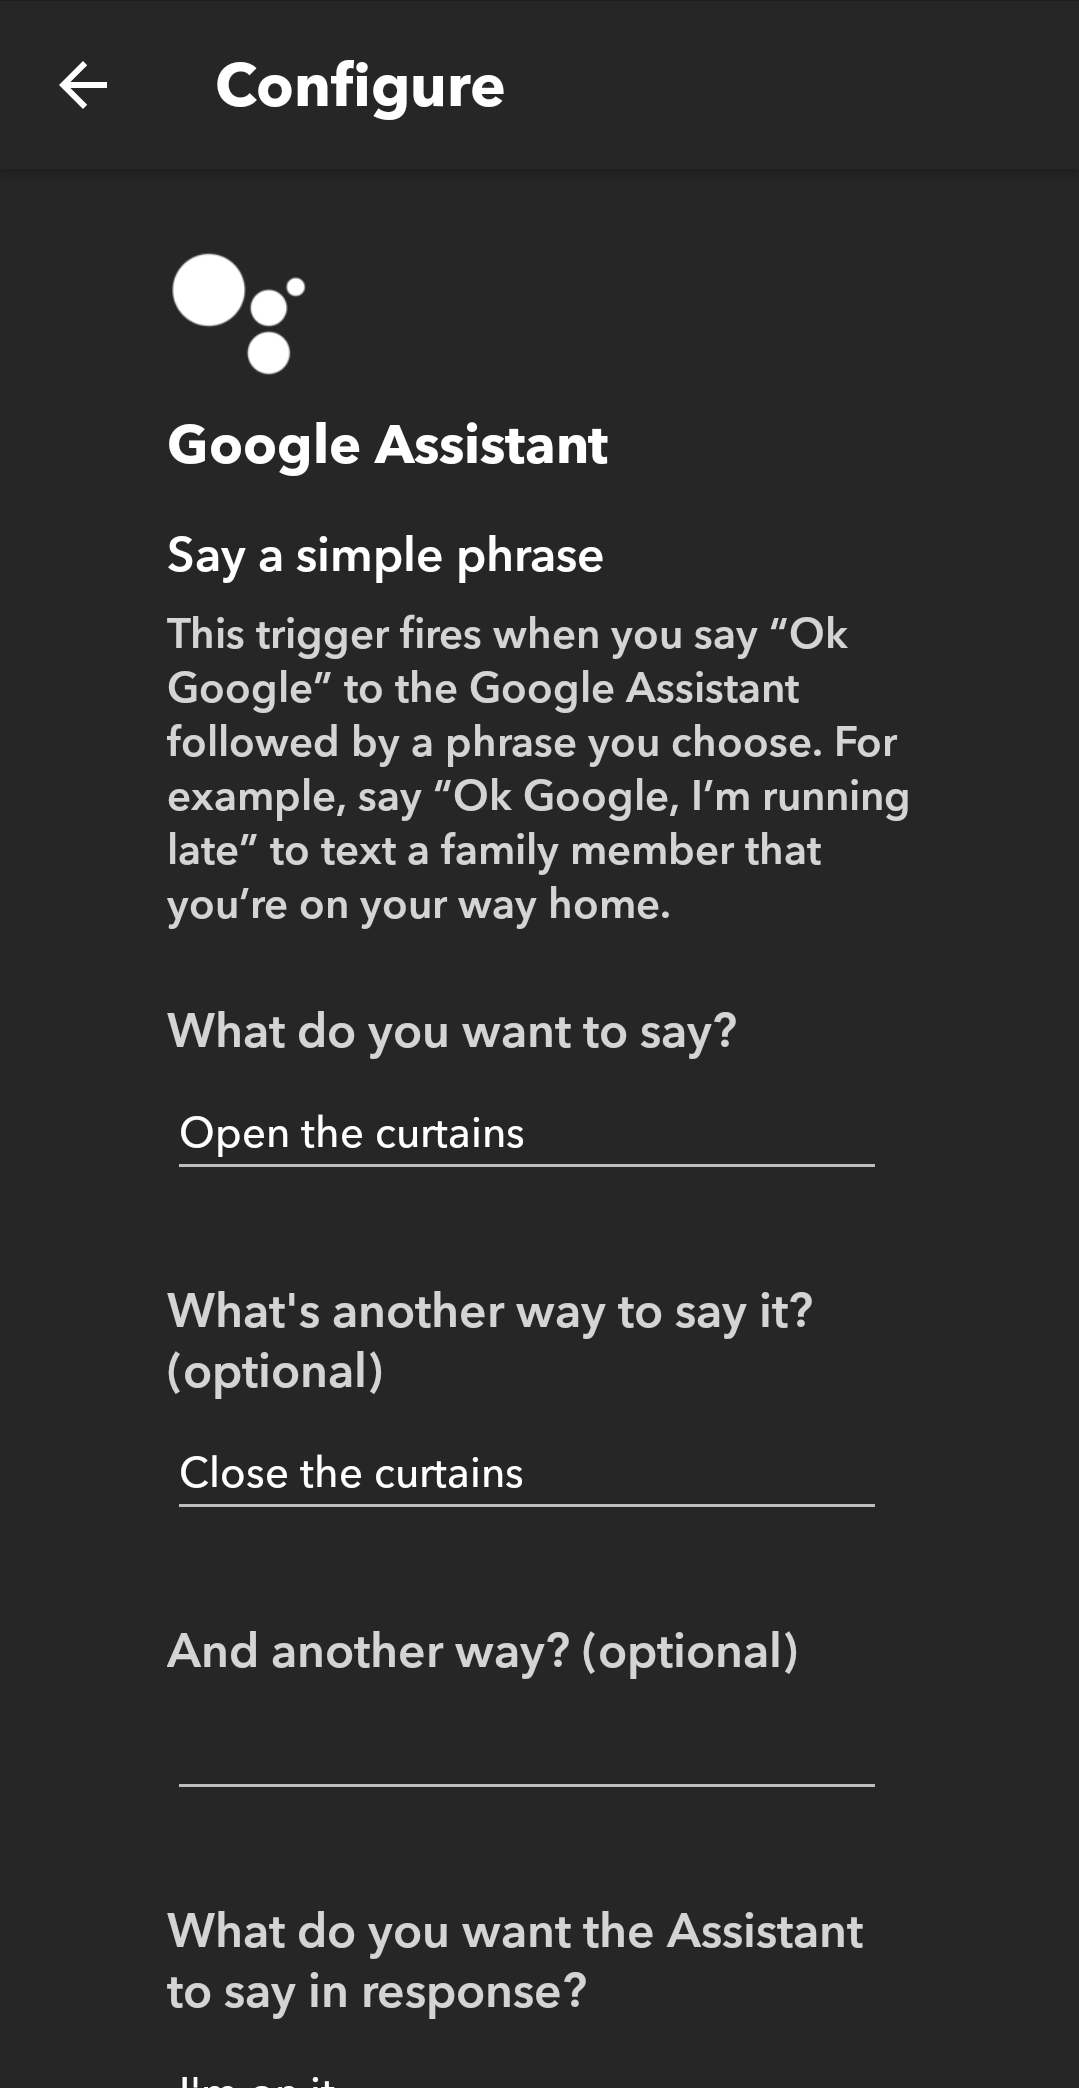 Configure
Google Assistant
Say a simple phrase
This trigger fires when you say “Ok
Google” to the Google Assistant
followed by a phrase you choose. For
example, say “Ok Google, I’m running
late” to text a family member that
you’re on your way home.
What do you want to say?
Open the curtains
What's another way to say it?
(optional)
Close the curtains
And another way? (optional)
What do you want the Assistant
to say in response?
I'm on it